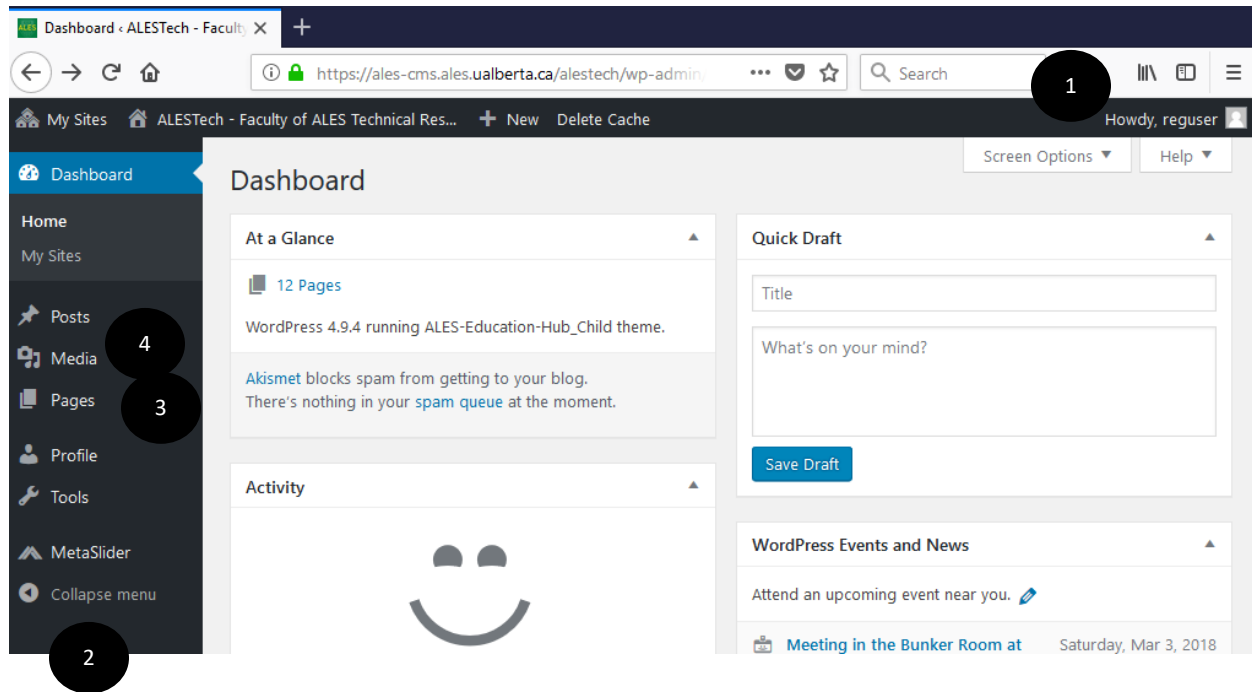 Dashboard ‹ ALESTech - Faculty
https://ales-cms.ales.ualberta.ca/alestech/wp-admin/
Search
1
My Sites ALESTech - Faculty of ALES Technical Res... New Delete Cache Howdy, reguser
Dashboard
Screen Options Help
Dashboard
Home
My Sites
Posts
Media
Pages
Profile
Tools
MetaSlider
Collapse menu
4
3
2
At a Glance
12 Pages
WordPress 4.9.4 running ALES-Education-Hub_Child theme.
Akismet blocks spam from getting to your blog.
There's nothing in your spam queue at the moment.
Activity
Quick Draft
Title
What's on your mind?
Save Draft
WordPress Events and News
Attend an upcoming event near you.
Meeting in the Bunker Room at Saturday, Mar 3, 2018